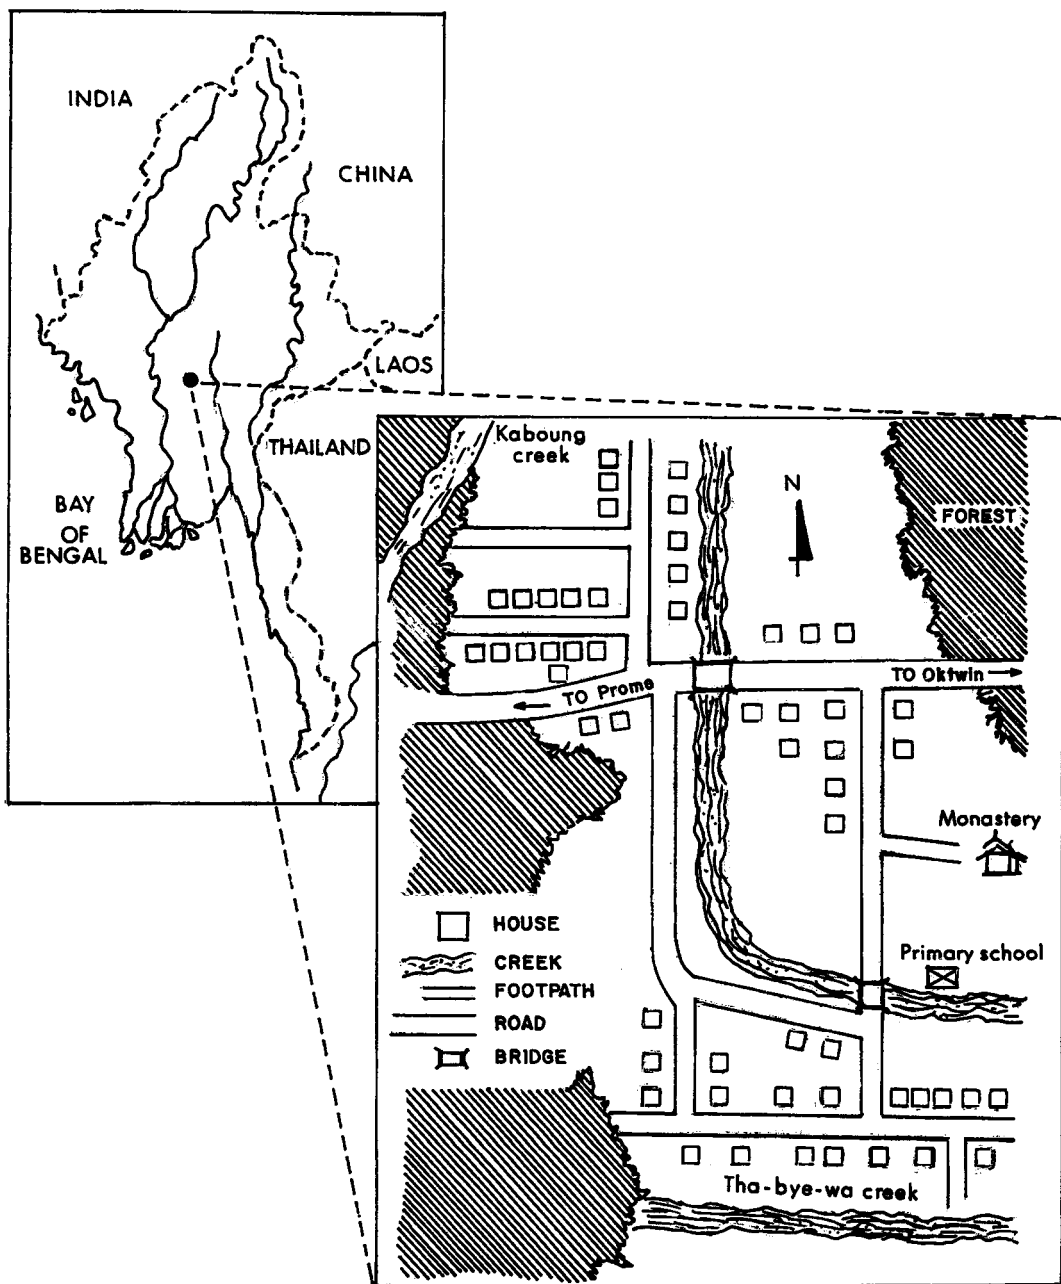 INDIA
CHINA
LAOS
THAILAND
BAY
OF
BENGAL
Kaboung
creek
N
FOREST
TO Oktwin
TO Prome
Monastery
HOUSE
CREEK
FOOTPATH
ROAD
BRIDGE
Primary school
Tha-bye-wa creek